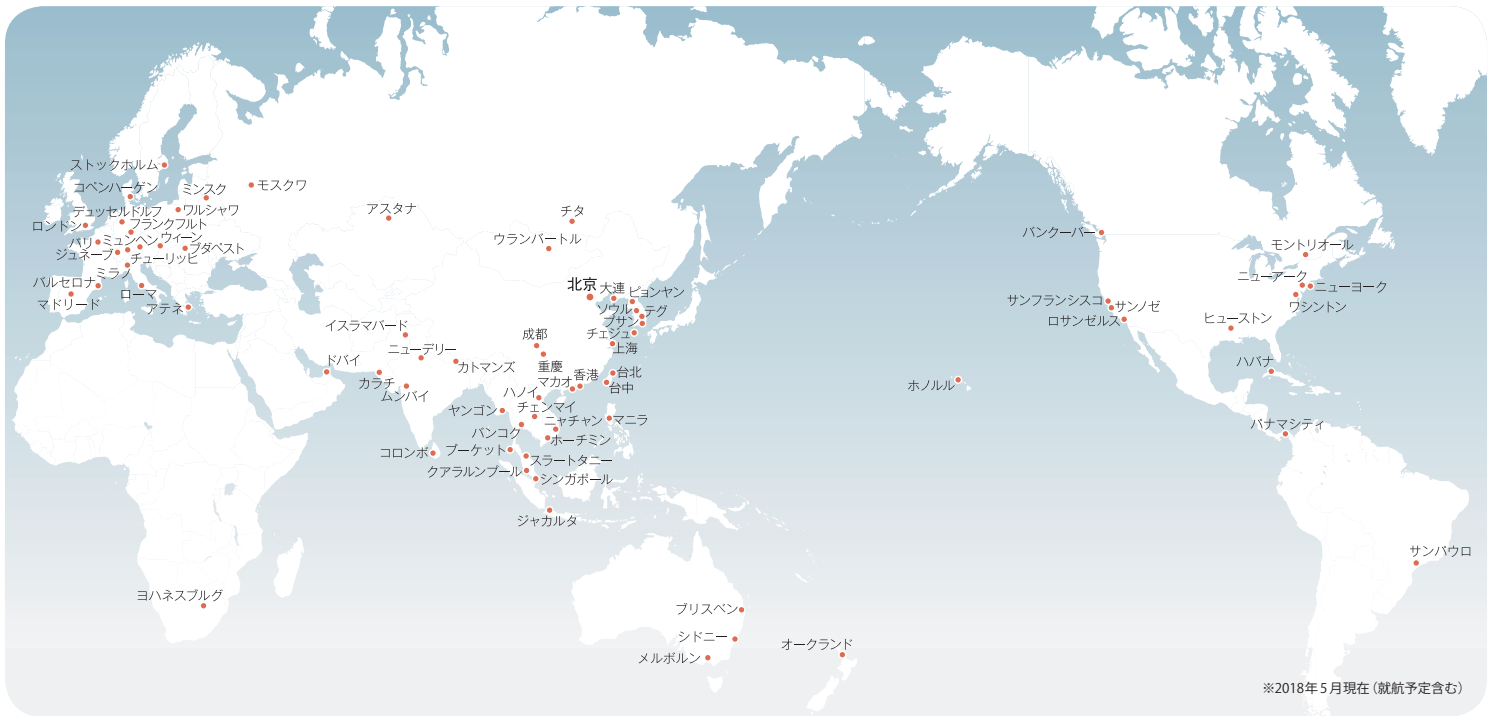 ストックホルム
コペンハーゲン
ミンスク
モスクワ
デュッセルドルフ
ワルシャワ
ロンドン
フランクフルト
パリ
ミュンヘン
ウィーン
ジュネーブ
ブダペスト
チューリッヒ
ミラノ
バルセロナ
ローマ
マドリード
アテネ
アスタナ
チタ
ウランバートル
北京
大連
ピョンヤン
ソウル
テグ
プサン
チェジュ
上海
イスラマバード
成都
ニューデリー
重慶
ドバイ
カトマンズ
カラチ
ムンバイ
マカオ
香港
台北
台中
ハノイ
チェンマイ
ヤンゴン
ニャチャン
マニラ
バンコク
ホーチミン
コロンボ
プーケット
スラートタニー
クアラルンプール
シンガポール
ジャカルタ
ヨハネスブルグ
ブリスベン
シドニー
メルボルン
オークランド
ホノルル
バンクーバー
モントリオール
ニューアーク
ニューヨーク
サンフランシスコ
サンノゼ
ワシントン
ロサンゼルス
ヒューストン
ハバナ
パナマシティ
サンパウロ
※2018年5月現在（就航予定含む）